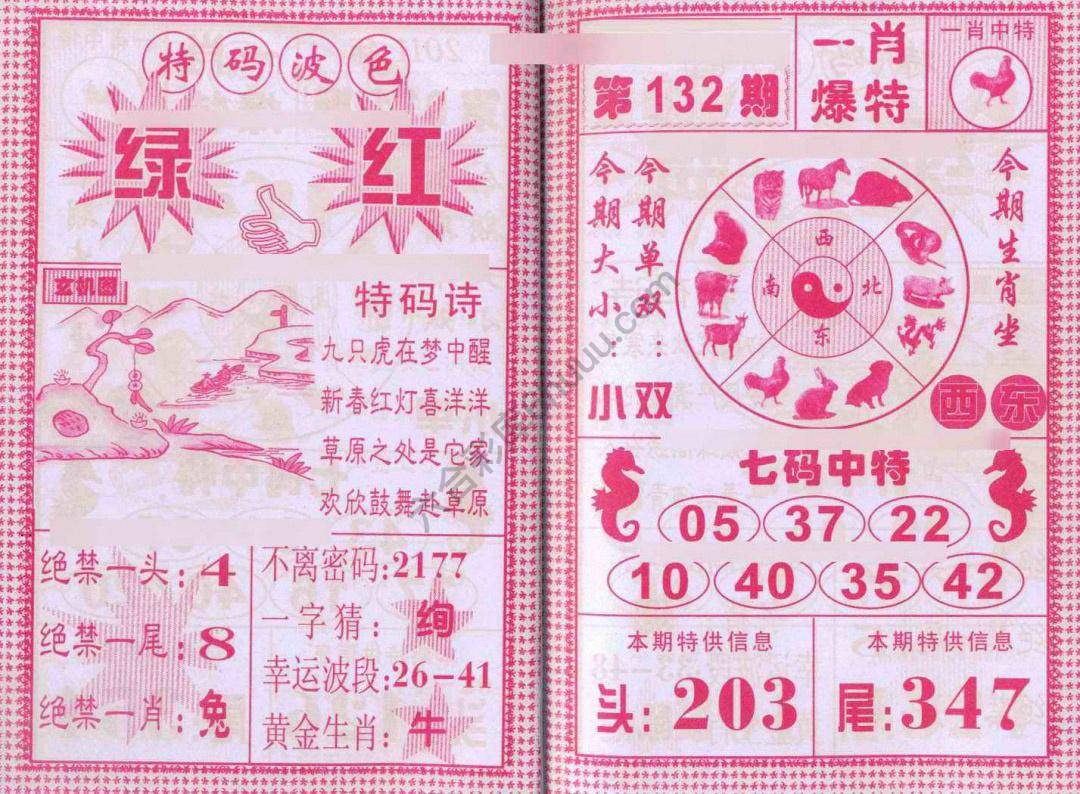 特码波色
绿 红
玄机图
特码诗
九只虎在梦中醒
新春红灯喜洋洋
草原之处是它家
欢欣鼓舞赴草原
绝禁一头:4
绝禁一尾:8
绝禁一肖:兔
不离密码:2177
一字猜:绚
幸运波段:26-41
黄金生肖:牛
第132期
一肖
爆特
一肖中特
今期大小:小
今期单双:双
西
南 北
东
今期生肖坐
西 东
七码中特
05 37 22
10 40 35 42
本期特供信息
头:203
本期特供信息
尾:347